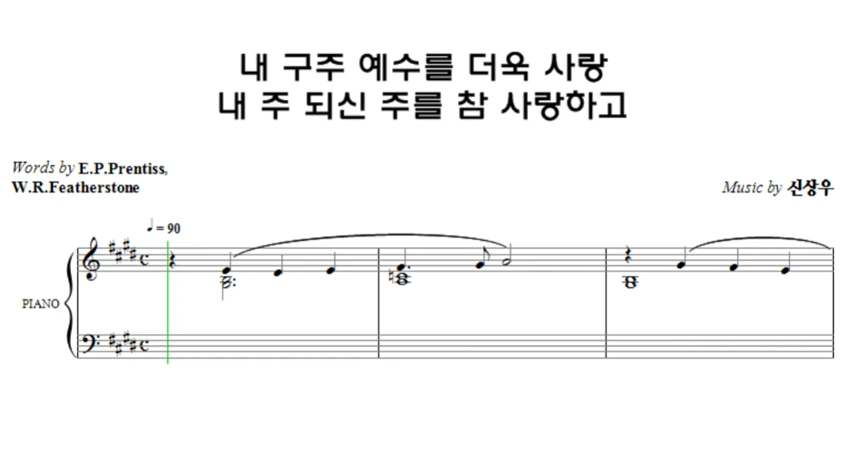 내 구주 예수를 더욱 사랑
내 주 되신 주를 참 사랑하고
Words by E.P.Prentiss,
W.R.Featherstone
Music by 신상우
♩ = 90
PIANO